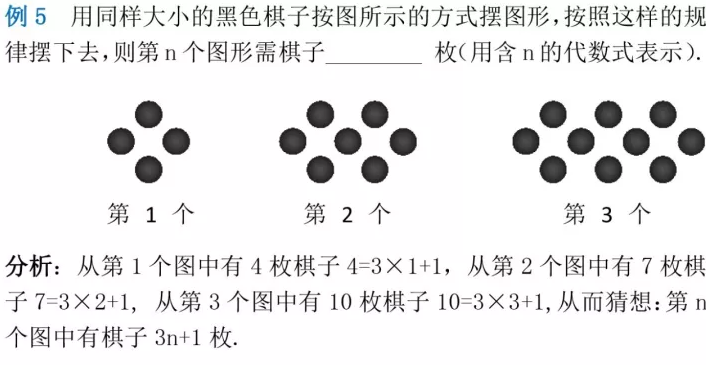 例 5 用同样大小的黑色棋子按图所示的方式摆图形,按照这样的规
律摆下去,则第 n 个图形需棋子________ 枚(用含 n 的代数式表示).
第 1 个 第 2 个 第 3 个
分析: 从第 1 个图中有 4 枚棋子 4=3×1+1, 从第 2 个图中有 7 枚棋
子 7=3×2+1, 从第 3 个图中有 10 枚棋子 10=3×3+1,从而猜想:第 n
个图中有棋子 3n+1 枚.